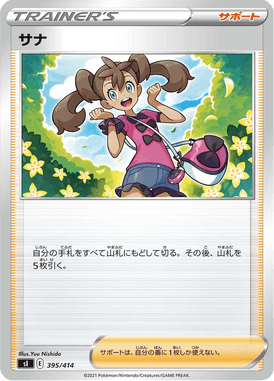 TRAINER'S サポート
サナ
自分の手札をすべて山札にもどして切る。その後、山札を
5枚引く。
Illus.Yuu Nishida
sI E 395/414
サポートは、自分の番に1枚しか使えない。
©2021 Pokémon/Nintendo/Creatures/GAME FREAK.